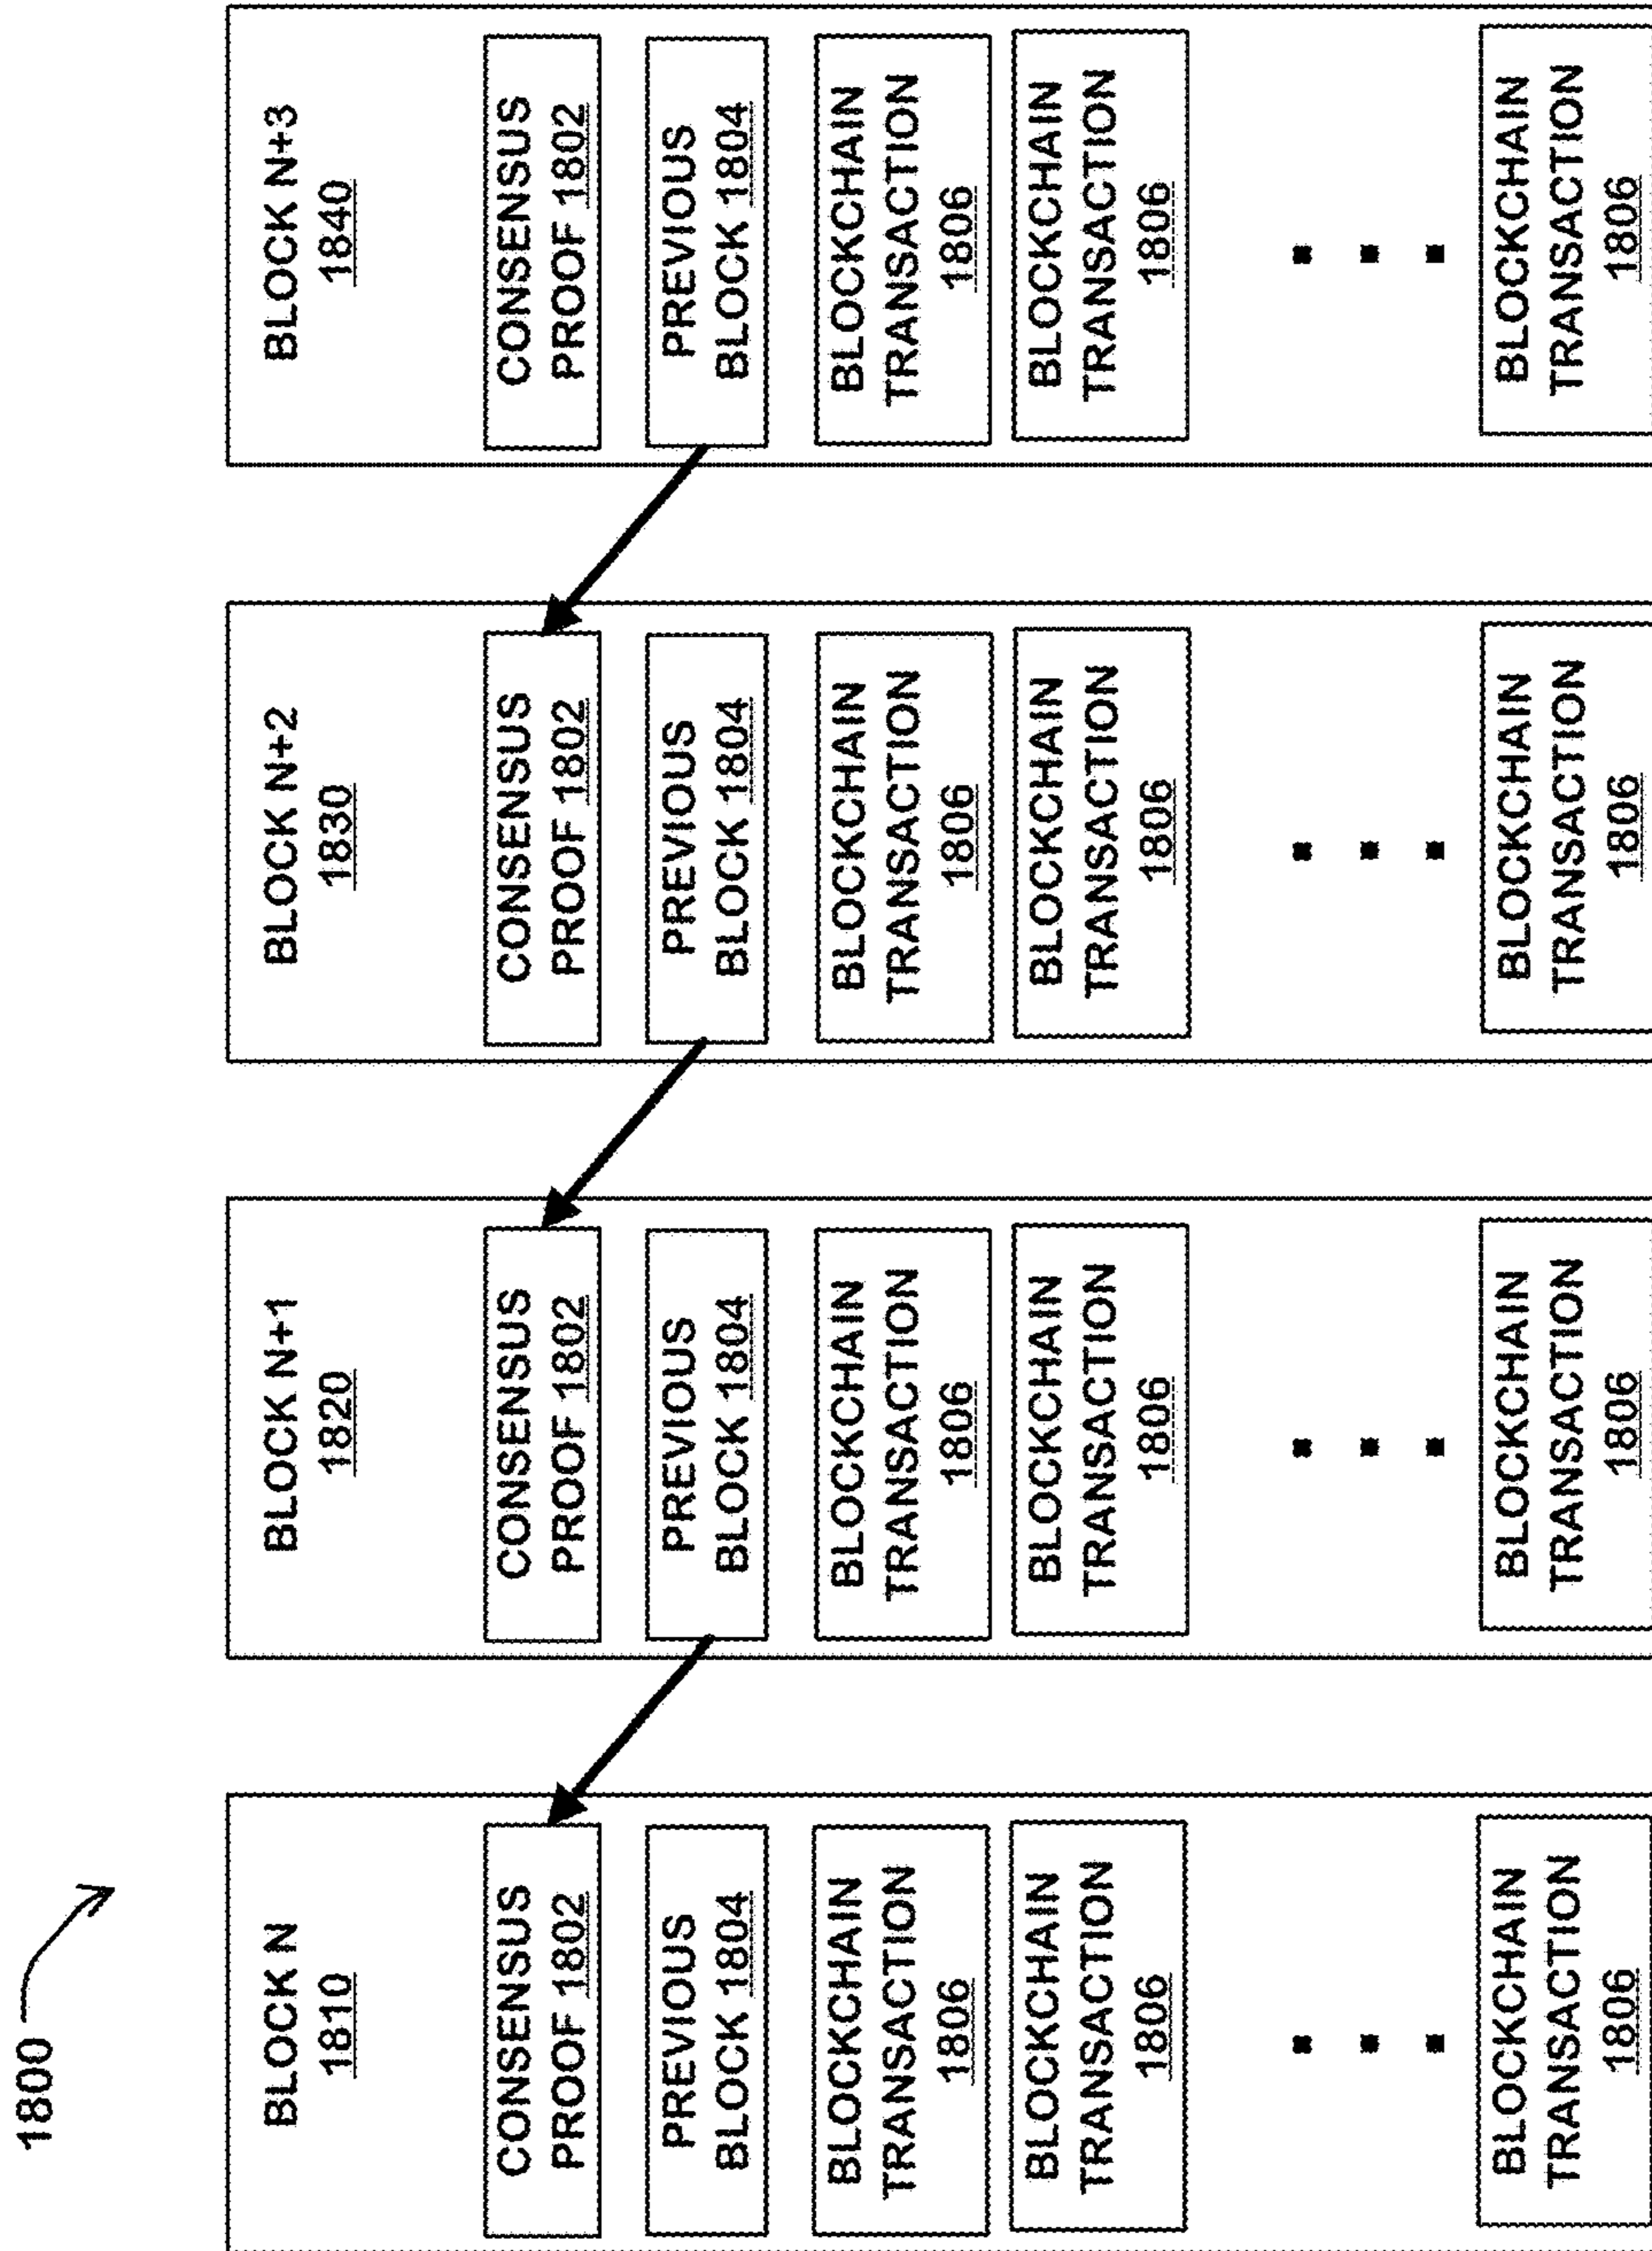 1800
BLOCK N
1810
CONSENSUS
PROOF 1802
PREVIOUS
BLOCK 1804
BLOCKCHAIN
TRANSACTION
1806
BLOCKCHAIN
TRANSACTION
1806
BLOCKCHAIN
TRANSACTION
1806
BLOCK N+1
1820
CONSENSUS
PROOF 1802
PREVIOUS
BLOCK 1804
BLOCKCHAIN
TRANSACTION
1806
BLOCKCHAIN
TRANSACTION
1806
BLOCKCHAIN
TRANSACTION
1806
BLOCK N+2
1830
CONSENSUS
PROOF 1802
PREVIOUS
BLOCK 1804
BLOCKCHAIN
TRANSACTION
1806
BLOCKCHAIN
TRANSACTION
1806
BLOCKCHAIN
TRANSACTION
1806
BLOCK N+3
1840
CONSENSUS
PROOF 1802
PREVIOUS
BLOCK 1804
BLOCKCHAIN
TRANSACTION
1806
BLOCKCHAIN
TRANSACTION
1806
BLOCKCHAIN
TRANSACTION
1806